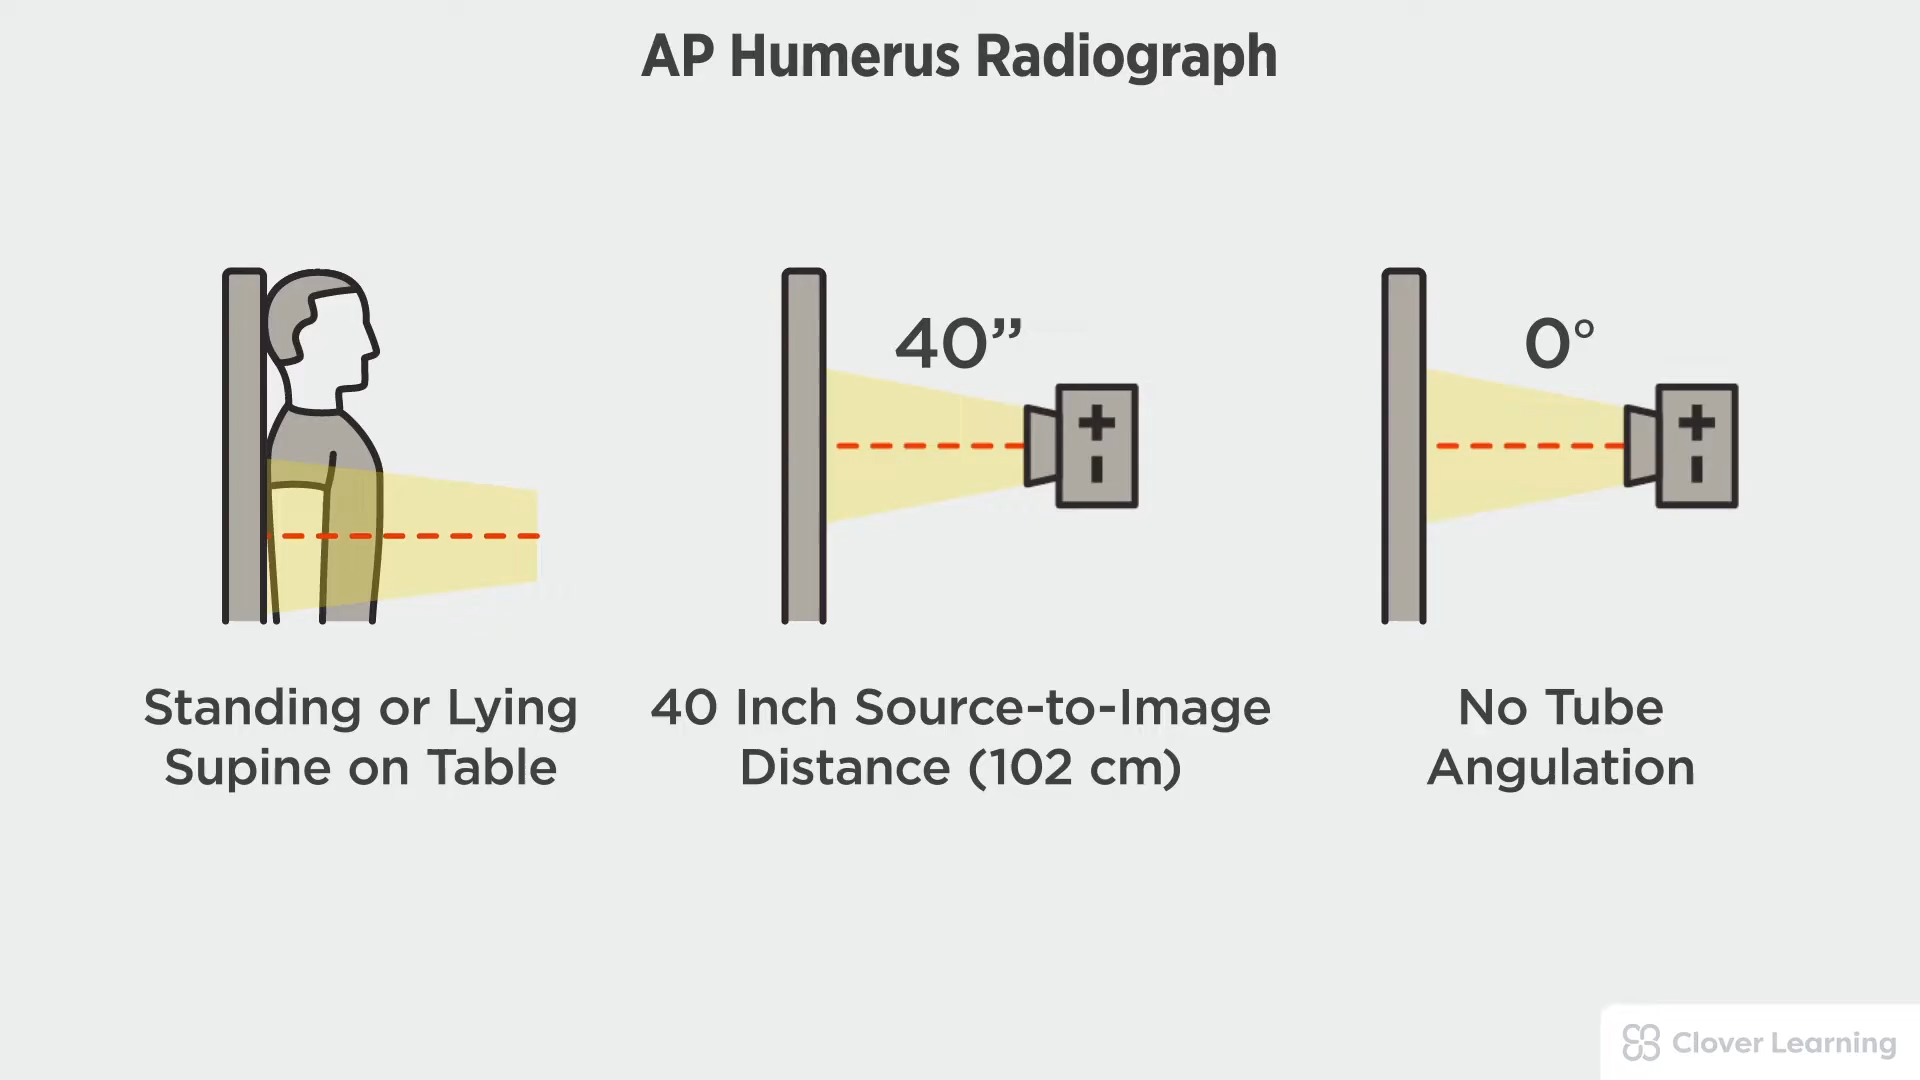 AP Humerus Radiograph
40”
0°
+
-
+
-
Standing or Lying
Supine on Table
40 Inch Source-to-Image
Distance (102 cm)
No Tube
Angulation
Clover Learning